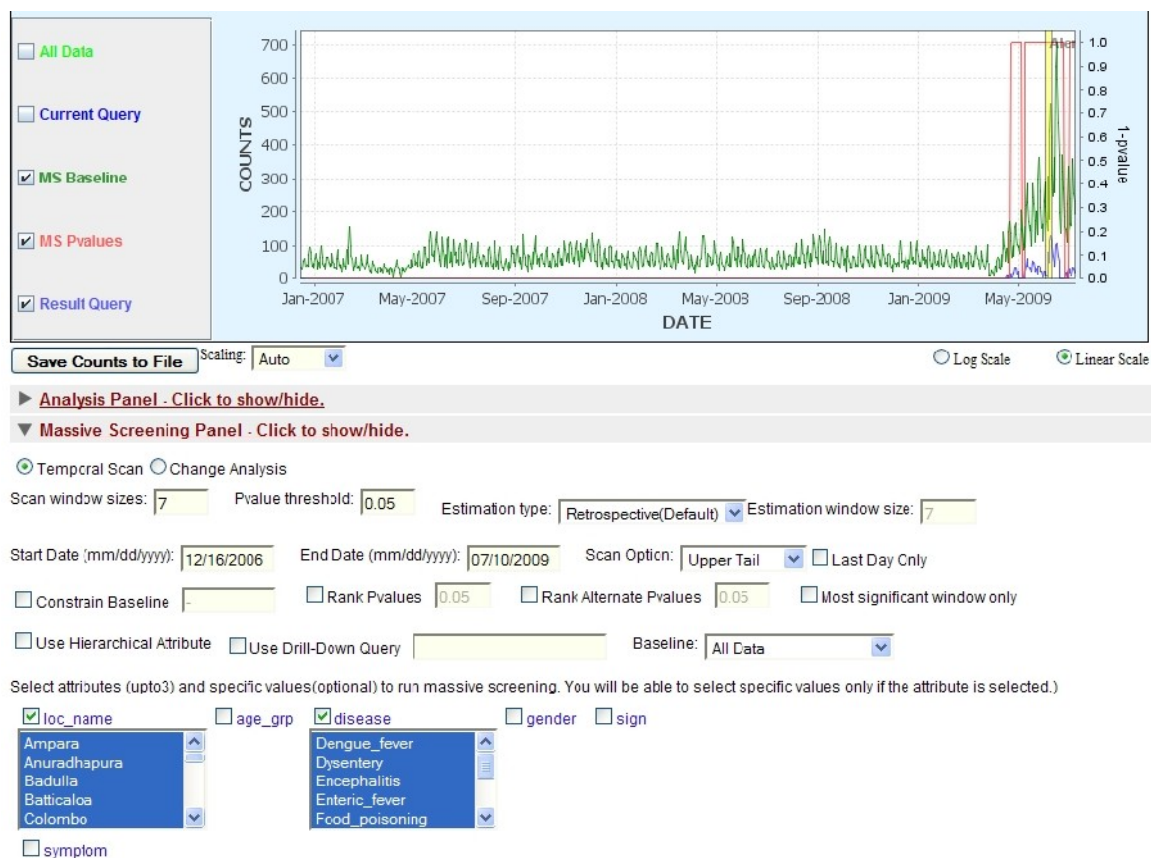 All Data
Current Query
MS Baseline
MS Pvalues
Result Query
700
600
500
400
300
200
100
0
COUNTS
1.0
0.9
0.8
0.7
0.6
0.5
0.4
0.3
0.2
0.1
0.0
1-pvalue
Jan-2007 May-2007 Sep-2007 Jan-2008 May-2008 Sep-2008 Jan-2009 May-2009
DATE
Save Counts to File Scaling: Auto Log Scale Linear Scale
Analysis Panel - Click to show/hide.
Massive Screening Panel - Click to show/hide.
Temporal Scan Change Analysis
Scan window sizes: 7 Pvalue threshold: 0.05 Estimation type: Retrospective(Default) Estimation window size: 7
Start Date (mm/dd/yyyy): 12/16/2006 End Date (mm/dd/yyyy): 07/10/2009 Scan Option: Upper Tail Last Day Only
Constrain Baseline - Rank Pvalues 0.05 Rank Alternate Pvalues 0.05 Most significant window only
Use Hierarchical Attribute Use Drill-Down Query Baseline: All Data
Select attributes (upto3) and specific values(optional) to run massive screening. You will be able to select specific values only if the attribute is selected.)
loc_name age_grp disease gender sign
Ampara Dengue_fever
Anuradhapura Dysentery
Badulla Encephalitis
Batticaloa Enteric_fever
Colombo Food_poisoning
symptom